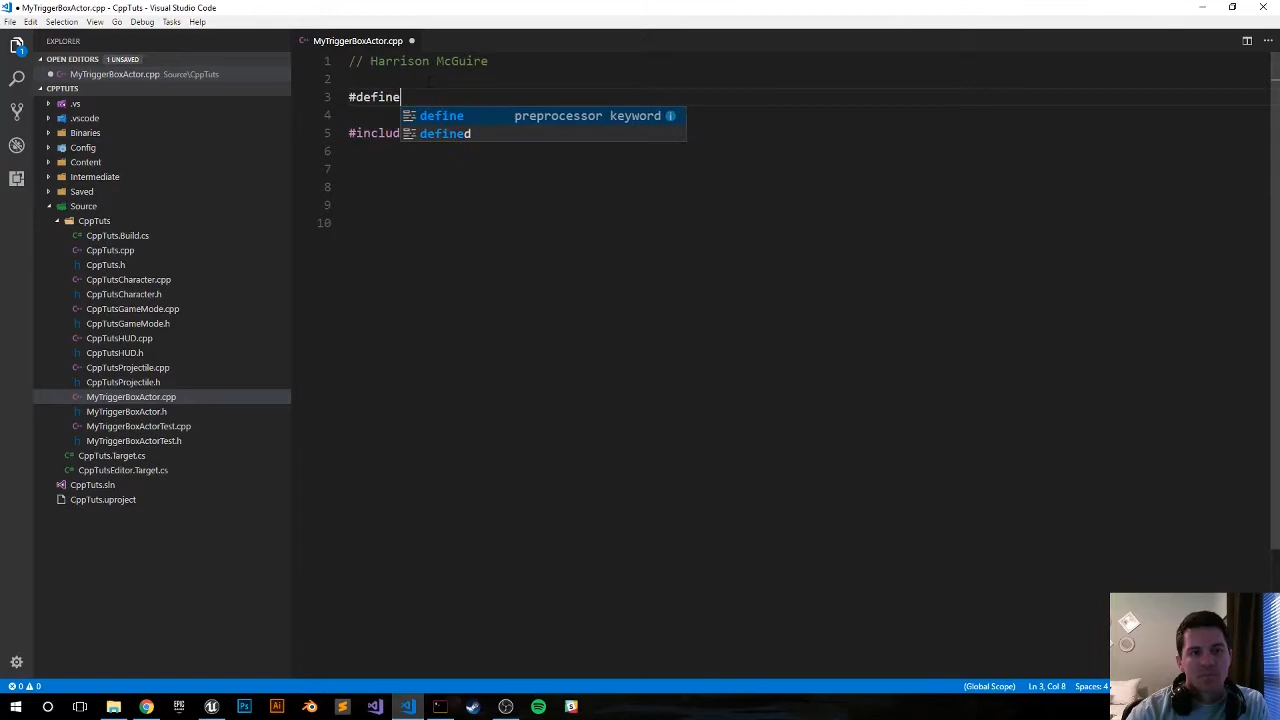 MyTriggerBoxActor.cpp - CppTuts - Visual Studio Code
File Edit Selection View Go Debug Tasks Help
EXPLORER
OPEN EDITORS 1 UNSAVED
MyTriggerBoxActor.cpp Source\CppTuts
CPPTUTS
.vs
.vscode
Binaries
Config
Content
Intermediate
Saved
Source
CppTuts
CppTuts.Build.cs
CppTuts.cpp
CppTuts.h
CppTutsCharacter.cpp
CppTutsCharacter.h
CppTutsGameMode.cpp
CppTutsGameMode.h
CppTutsHUD.cpp
CppTutsHUD.h
CppTutsProjectile.cpp
CppTutsProjectile.h
MyTriggerBoxActor.cpp
MyTriggerBoxActor.h
MyTriggerBoxActorTest.cpp
MyTriggerBoxActorTest.h
CppTuts.Target.cs
CppTutsEditor.Target.cs
CppTuts.sln
CppTuts.uproject
MyTriggerBoxActor.cpp
1 // Harrison McGuire
2
3 #define
4 define preprocessor keyword
5 #includ defined
6
7
8
9
10
0 0 (Global Scope) Ln 3, Col 8 Spaces: 4